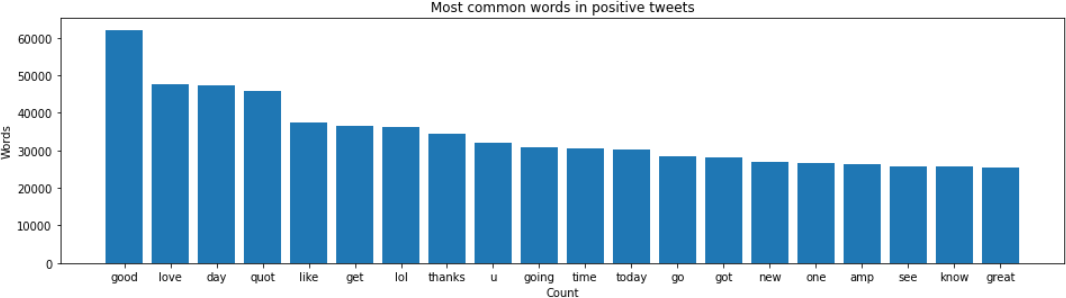 Most common words in positive tweets
60000
50000
40000
30000
20000
10000
0
Words
good love day quot like get lol thanks u going time today go got new one amp see know great
Count